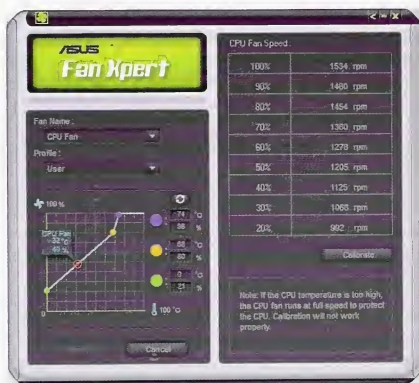 ASUS
Fan Xpert
Fan Name :
CPU Fan
Profile :
User
100 %
CPU Fan
74 °C
°C
%
0 °C
21 %
0
100 °C
Cancel
CPU Fan Speed :
100% 1534 rpm
90% 1480 rpm
80% 1454 rpm
70% 1360 rpm
60% 1278 rpm
50% 1205 rpm
40% 1125 rpm
30% 1068 rpm
20% 992 rpm
Calibrate
Note: If the CPU temperature is too high,
the CPU fan runs at full speed to protect
the CPU. Calibration will not work
properly.